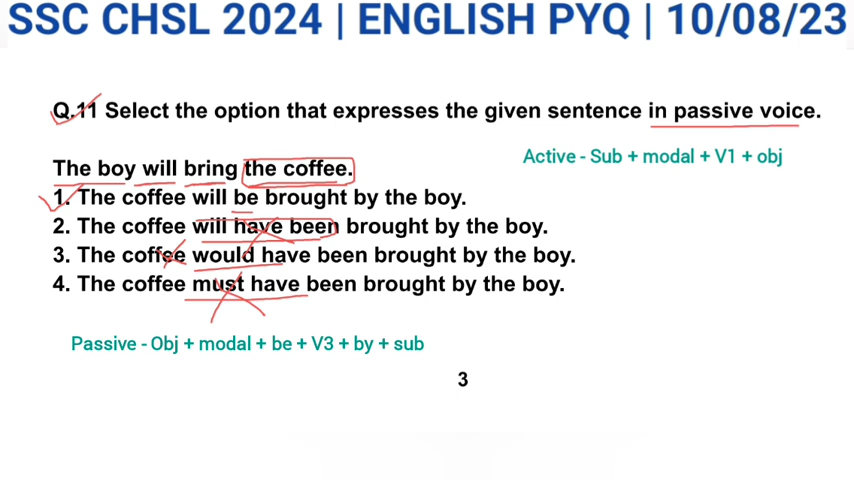 SSC CHSL 2024 | ENGLISH PYQ | 10/08/23
Q.11 Select the option that expresses the given sentence in passive voice.
Active - Sub + modal + V1 + obj
The boy will bring the coffee.
1. The coffee will be brought by the boy.
2. The coffee will have been brought by the boy.
3. The coffee would have been brought by the boy.
4. The coffee must have been brought by the boy.
Passive - Obj + modal + be + V3 + by + sub
3